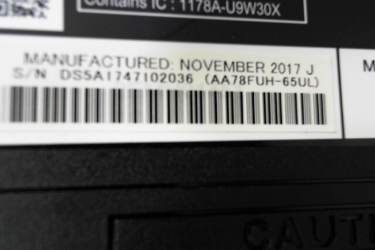 Contains IC : 1178A-U9W30X
MANUFACTURED: NOVEMBER 2017 J
S/N DS5A1747102036 (AA78FUH-65UL)
M
CAUTI